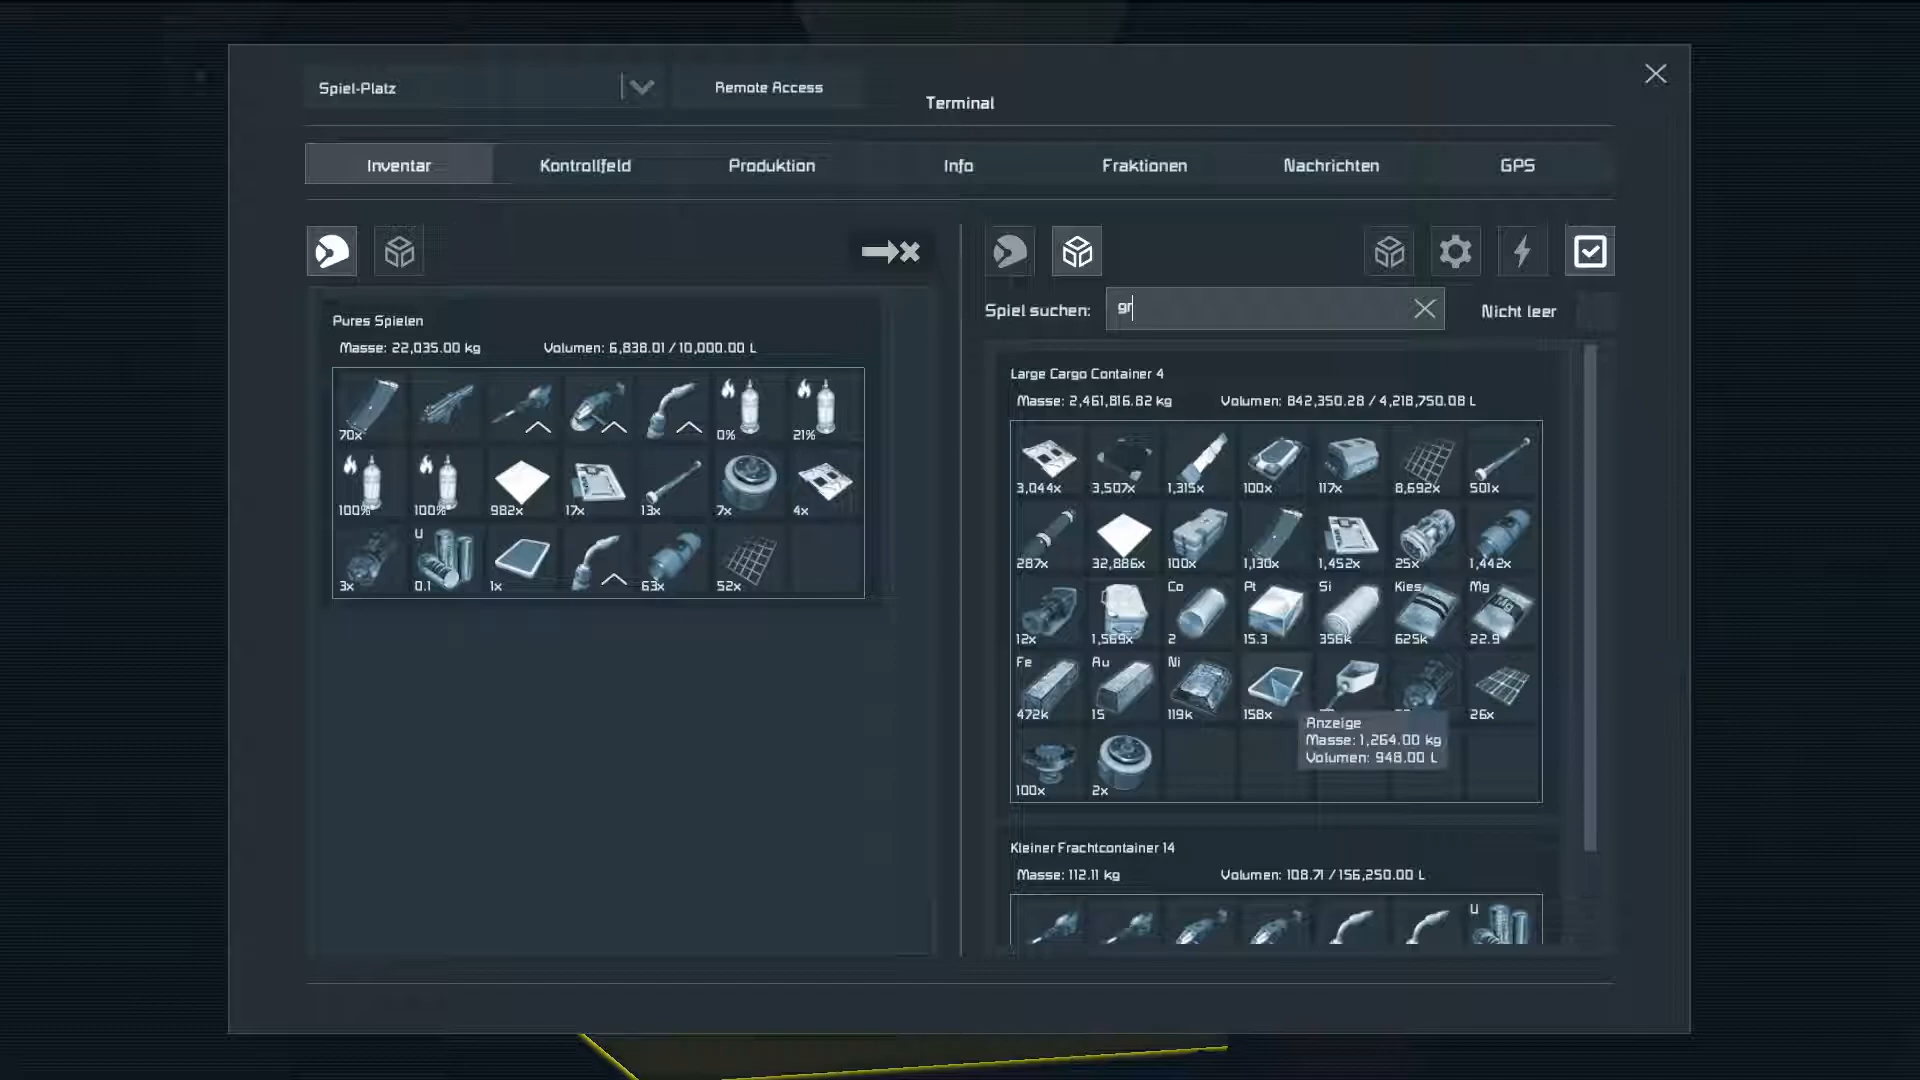 Spiel-Platz
Remote Access
Terminal
Inventar
Kontrollfeld
Produktion
Info
Fraktionen
Nachrichten
GPS
Spiel suchen:
gr
Nicht leer
Pures Spielen
Masse: 22,035.00 kg
Volumen: 6,838.01 / 10,000.00 L
70x
0%
21%
100%
100%
982x
17x
13x
7x
4x
3x
U
0.1
1x
63x
52x
Large Cargo Container 4
Masse: 2,461,816.82 kg
Volumen: 842,350.28 / 4,218,750.08 L
3,044x
3,507x
1,315x
100x
117x
8,692x
501x
287x
32,886x
100x
1,130x
1,452x
25x
1,442x
12x
1,569x
Co
2
Pt
15.3
Si
356k
Kies
625k
Mg
22.9
Fe
472k
Au
15
Ni
119k
158x
26x
Anzeige
Masse: 1,264.00 kg
Volumen: 948.00 L
100x
2x
Kleiner Frachtcontainer 14
Masse: 112.11 kg
Volumen: 108.71 / 156,250.00 L
U